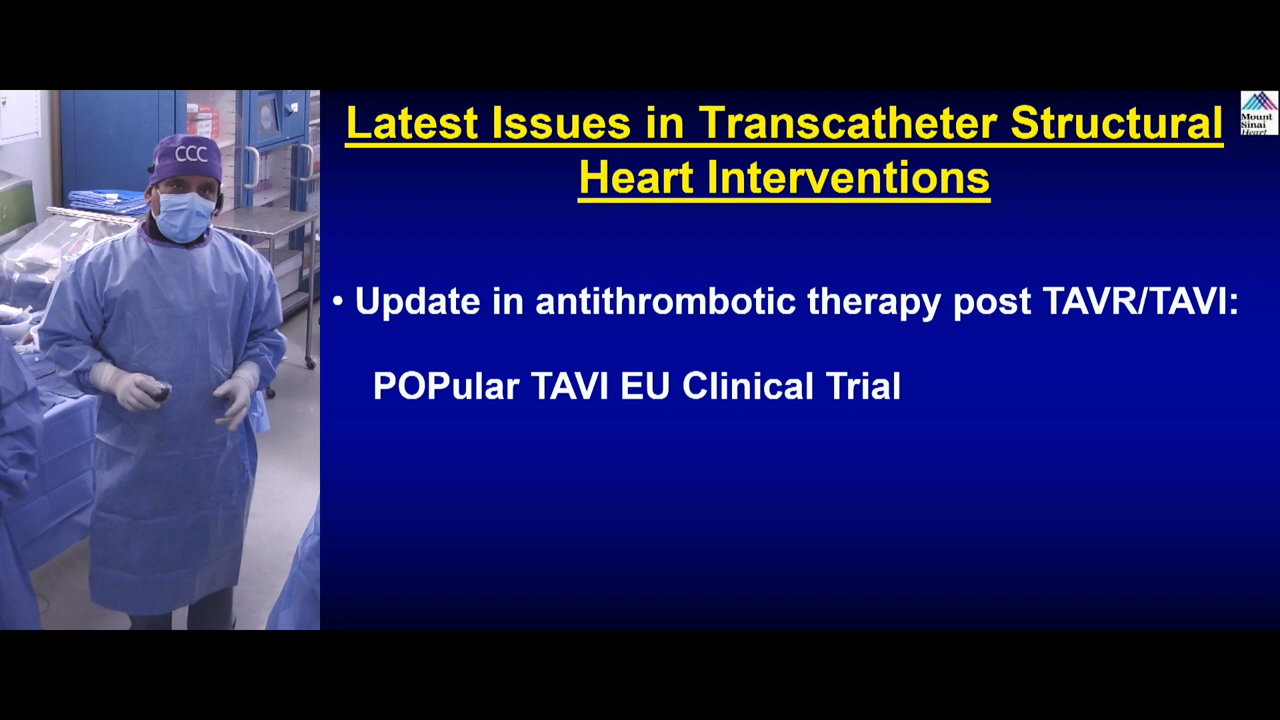 CCC
Latest Issues in Transcatheter Structural
Heart Interventions
Mount
Sinai
Heart
• Update in antithrombotic therapy post TAVR/TAVI:
POPular TAVI EU Clinical Trial